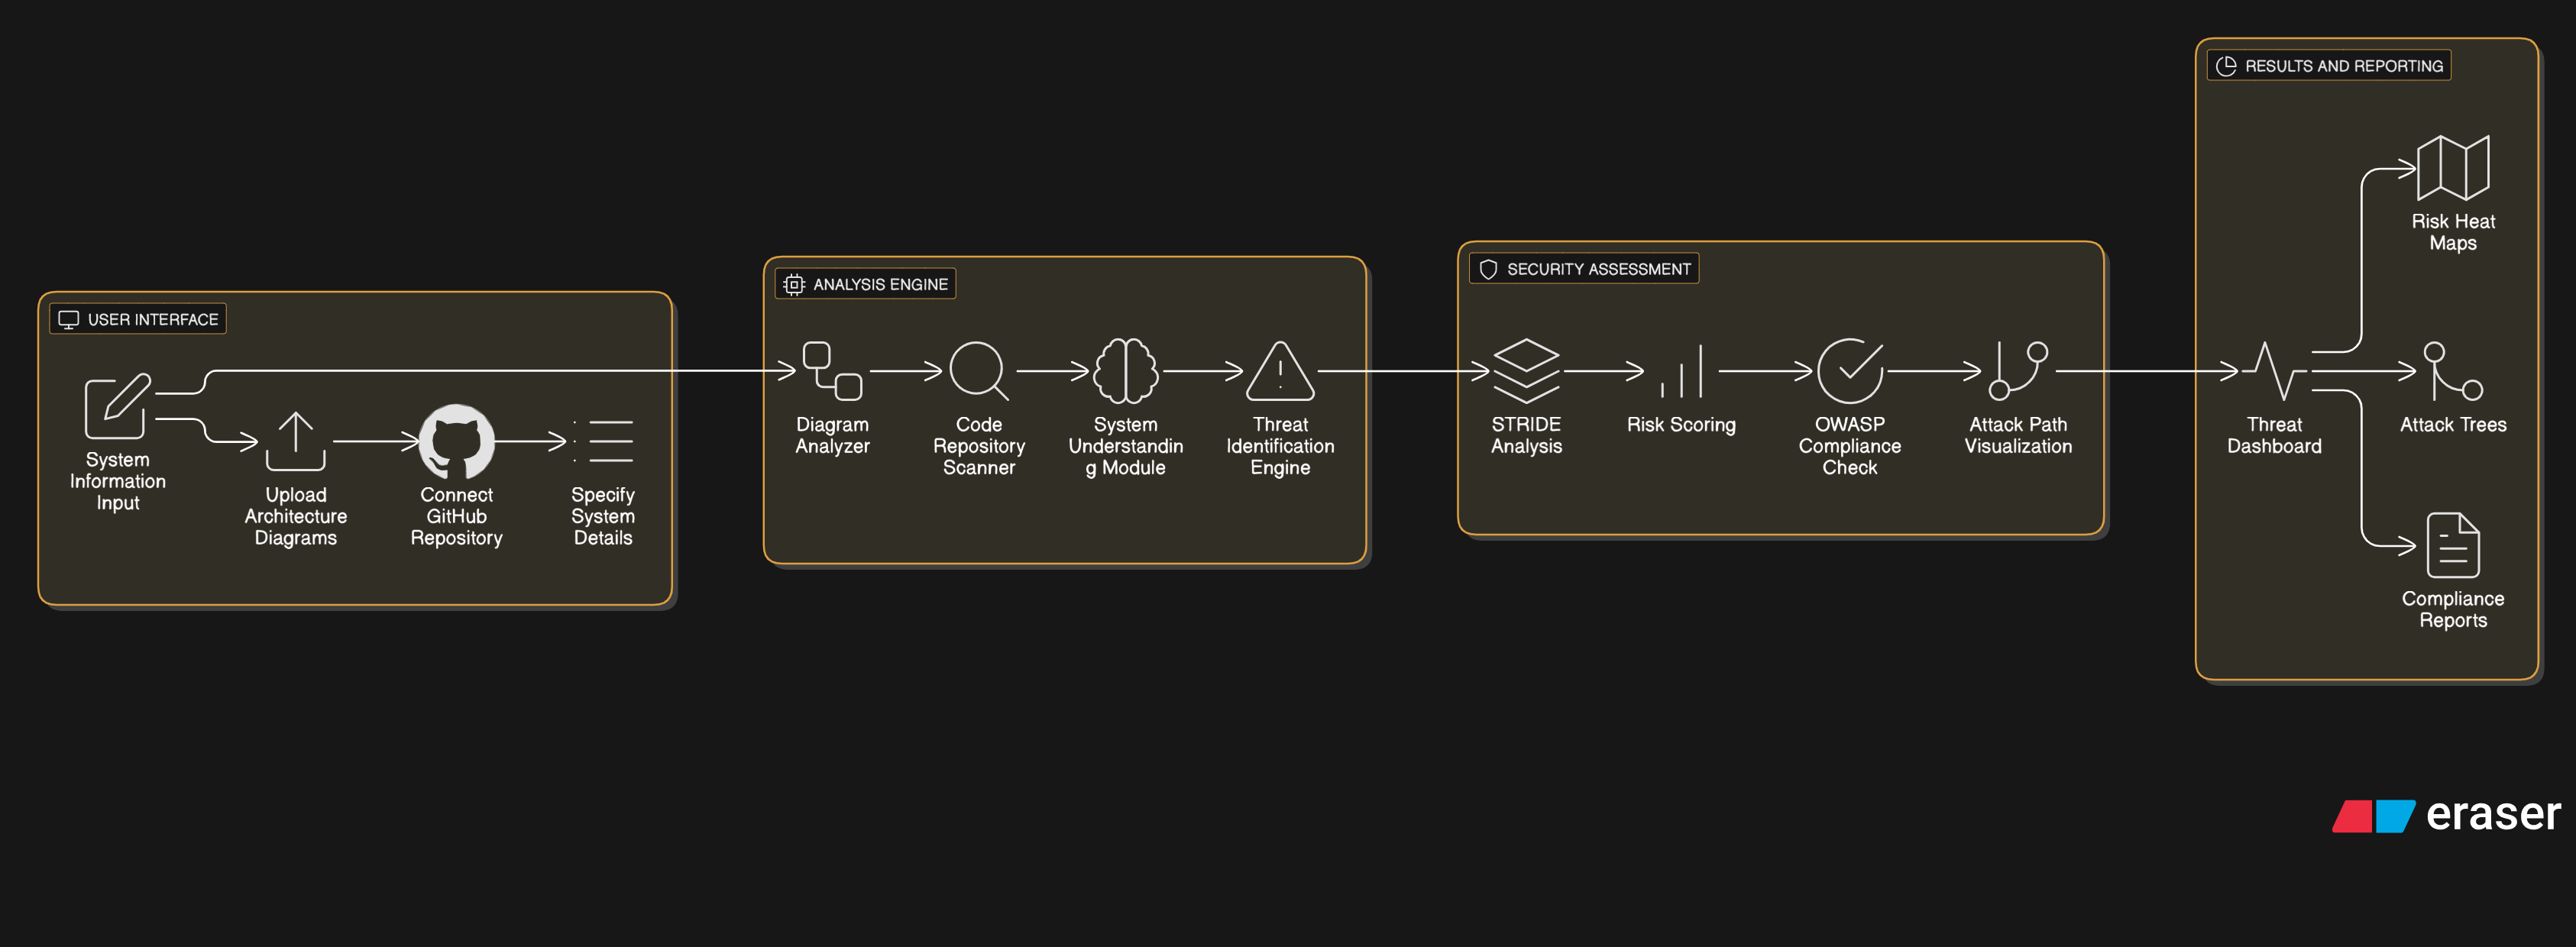 RESULTS AND REPORTING
Risk Heat
Maps
Threat
Dashboard
Attack Trees
Compliance
Reports
SECURITY ASSESSMENT
STRIDE
Analysis
Risk Scoring
OWASP
Compliance
Check
Attack Path
Visualization
ANALYSIS ENGINE
Diagram
Analyzer
Code
Repository
Scanner
System
Understandin
g Module
Threat
Identification
Engine
USER INTERFACE
System
Information
Input
Upload
Architecture
Diagrams
Connect
GitHub
Repository
Specify
System
Details
eraser